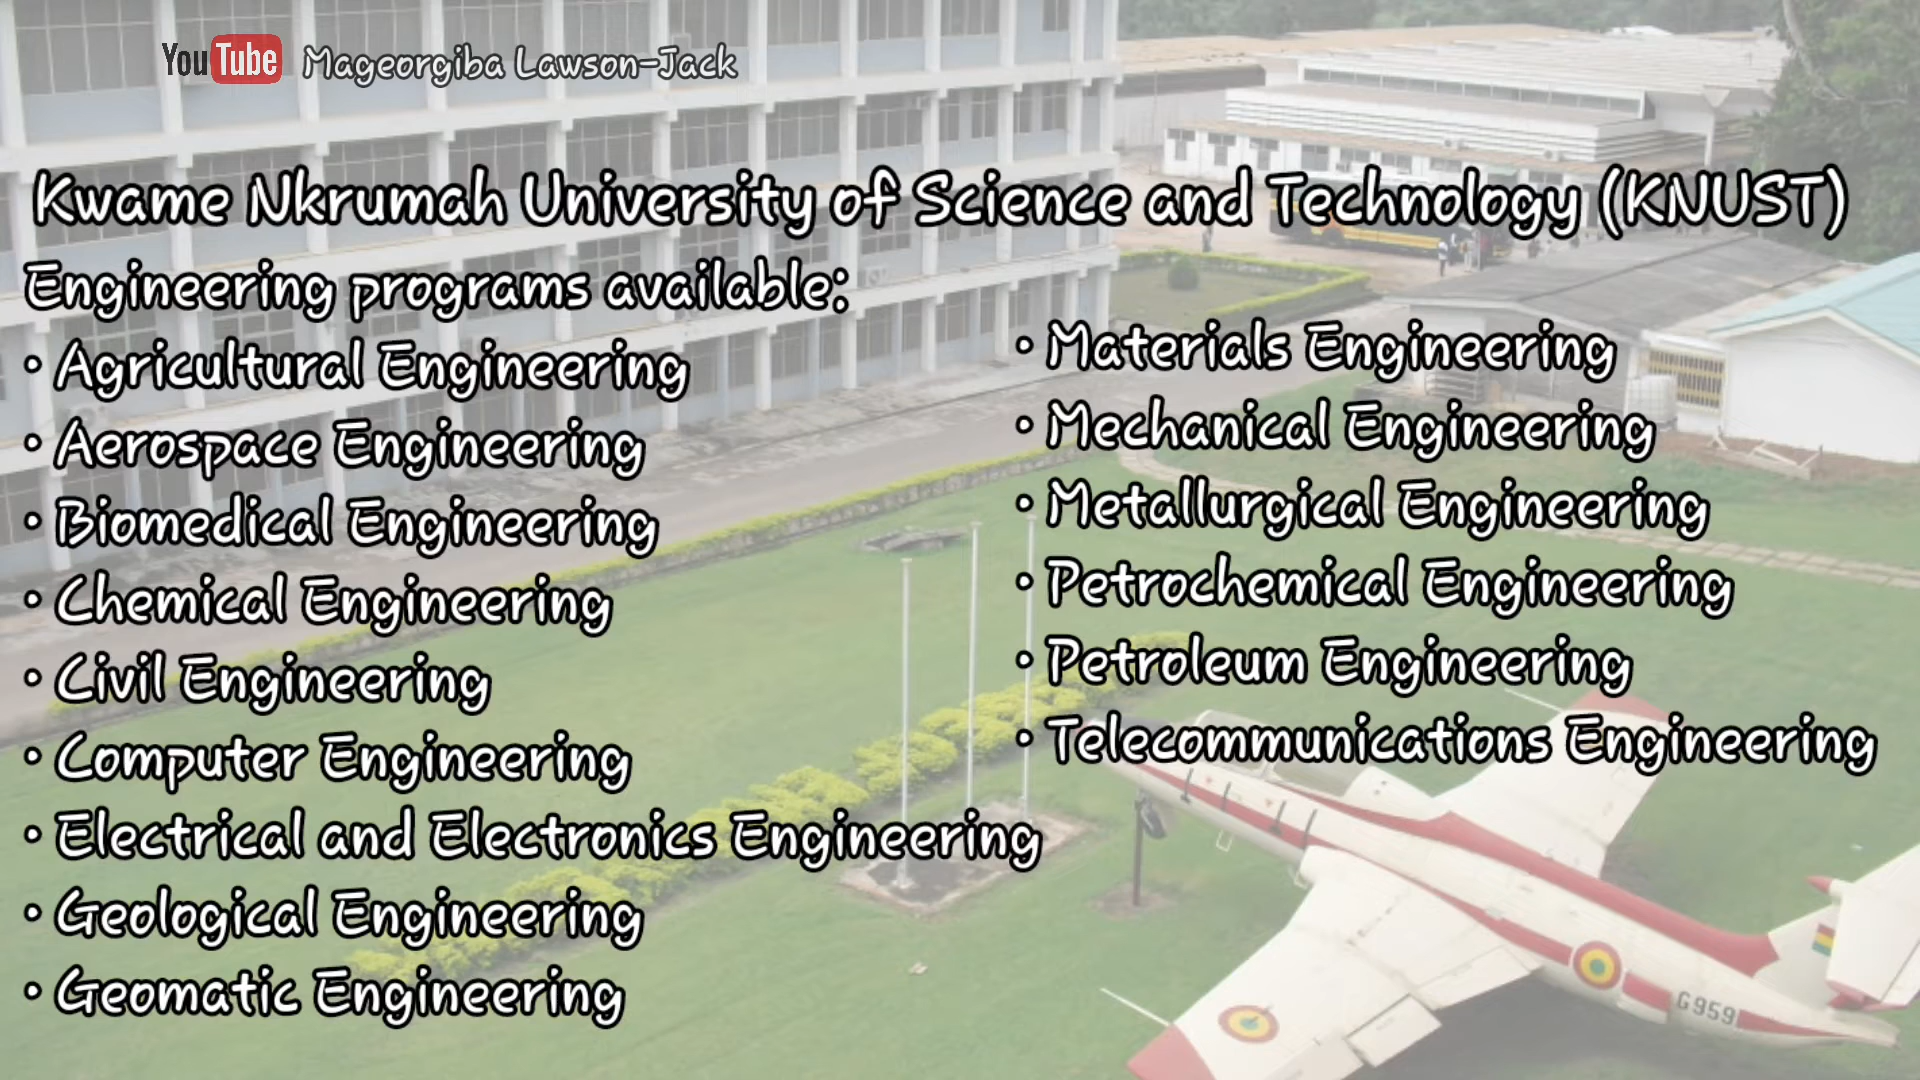 YouTube Mageorgiba Lawson-Jack
Kwame Nkrumah University of Science and Technology (KNUST)
Engineering programs available:
• Agricultural Engineering
• Aerospace Engineering
• Biomedical Engineering
• Chemical Engineering
• Civil Engineering
• Computer Engineering
• Electrical and Electronics Engineering
• Geological Engineering
• Geomatic Engineering
• Materials Engineering
• Mechanical Engineering
• Metallurgical Engineering
• Petrochemical Engineering
• Petroleum Engineering
• Telecommunications Engineering
G959